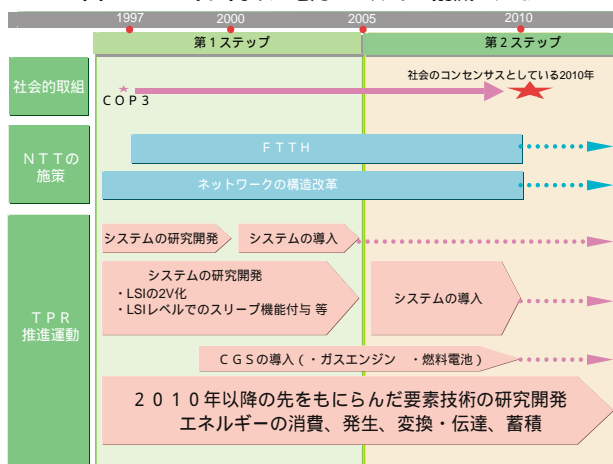 1997 2000 2005 2010
第1ステップ 第2ステップ
社会的取組
社会のコンセンサスとしている2010年
COP3
NTTの
施策
FTTH
ネットワークの構造改革
TPR
推進運動
システムの研究開発 システムの導入
システムの研究開発
・LSIの2V化
・LSIレベルでのスリープ機能付与 等
システムの導入
CGSの導入(・ガスエンジン ・燃料電池)
2010年以降の先をもにらんだ要素技術の研究開発
エネルギーの消費、発生、変換・伝達、蓄積